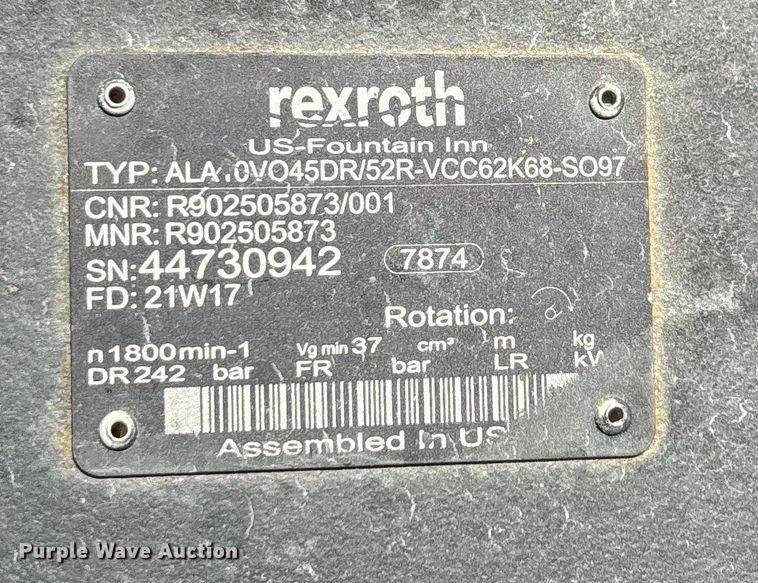 rexroth
US-Fountain Inn
TYP: ALA10VO45DR/52R-VCC62K68-SO97
CNR: R902505873/001
MNR: R902505873
SN: 44730942 7874
FD: 21W17
Rotation:
n 1800 min-1 Vg min 37 cm³ m kg
DR 242 bar FR bar LR kW
Assembled In US
Purple Wave Auction